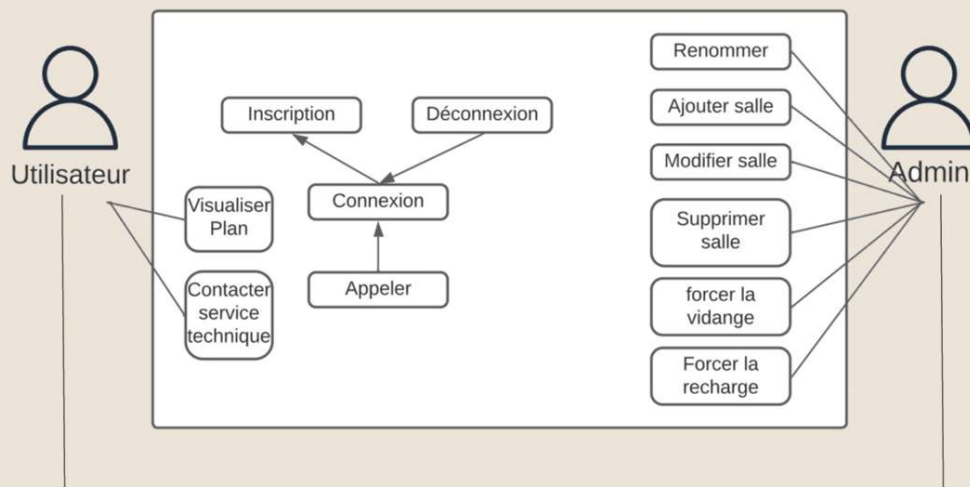 Utilisateur
Inscription
Déconnexion
Connexion
Visualiser
Plan
Contacter
service
technique
Appeler
Renommer
Ajouter salle
Modifier salle
Supprimer
salle
forcer la
vidange
Forcer la
recharge
Admin